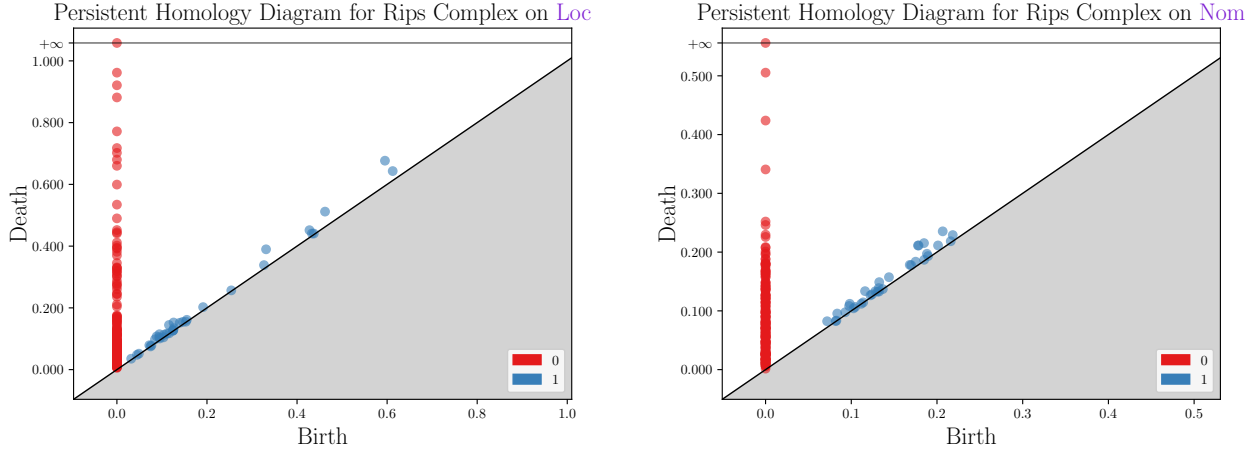 Persistent Homology Diagram for Rips Complex on Loc
+∞
1.000
0.800
0.600
0.400
0.200
0.000
Death
0.0 0.2 0.4 0.6 0.8 1.0
Birth
0
1
Persistent Homology Diagram for Rips Complex on Nom
+∞
0.500
0.400
0.300
0.200
0.100
0.000
Death
0.0 0.1 0.2 0.3 0.4 0.5
Birth
0
1